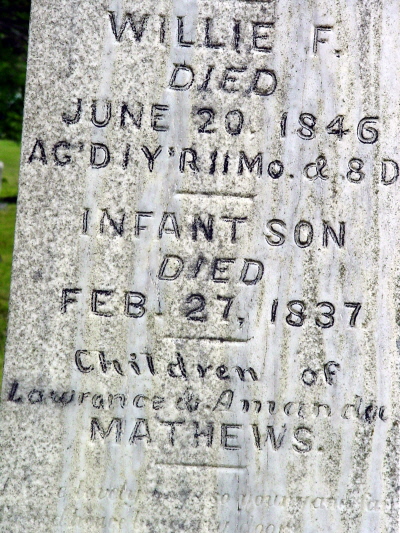 WILLIE F.
DIED
JUNE 20. 1846
AG'D 1 Y'R 11 Mo. & 8 D
INFANT SON
DIED
FEB. 27, 1837
Children of
Lawrance & Amanda
MATHEWS.